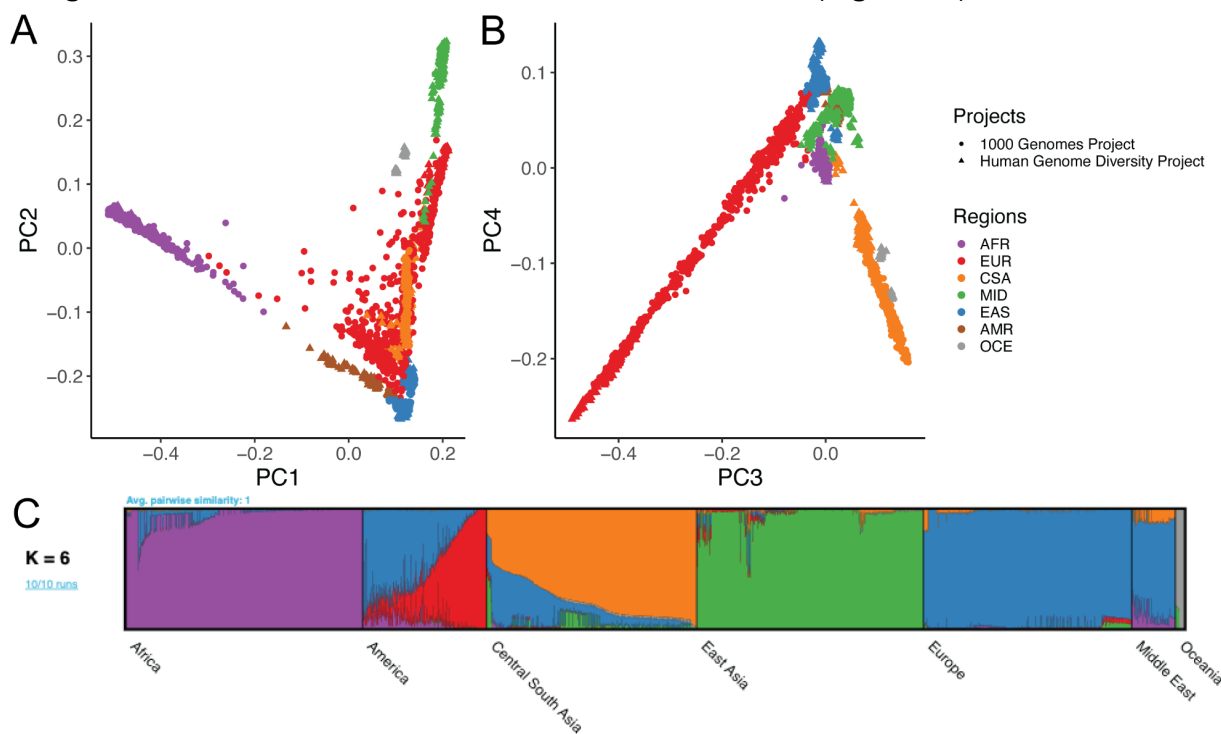 A
B
PC2
0.3
0.2
0.1
0.0
−0.1
−0.2
−0.4
−0.2
0.0
0.2
PC1
PC4
0.1
0.0
−0.1
−0.2
−0.4
−0.2
0.0
PC3
Projects
1000 Genomes Project
Human Genome Diversity Project
Regions
AFR
EUR
CSA
MID
EAS
AMR
OCE
C
Avg. pairwise similarity: 1
K = 6
10/10 runs
Africa
America
Central South Asia
East Asia
Europe
Middle East
Oceania